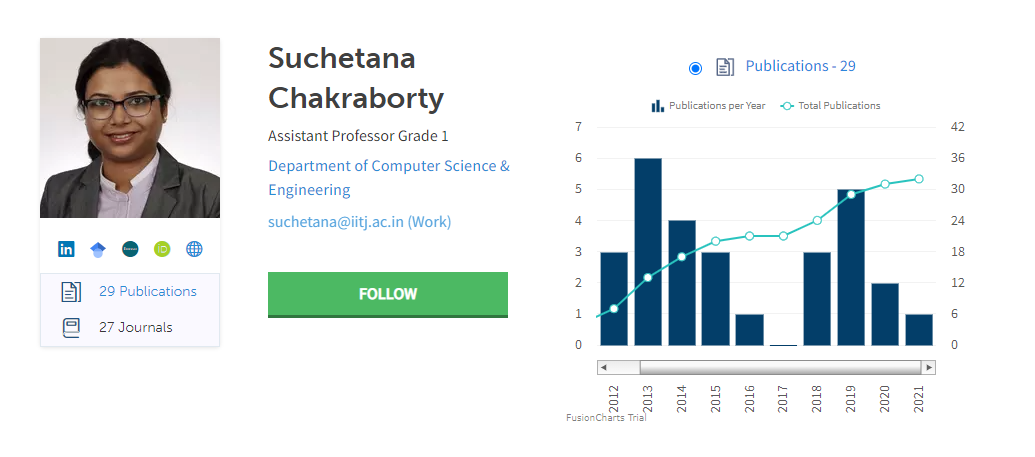 Suchetana
Chakraborty
Assistant Professor Grade 1
Department of Computer Science &
Engineering
suchetana@iitj.ac.in (Work)
FOLLOW
in
iD
29 Publications
27 Journals
Publications - 29
Publications per Year
Total Publications
7
6
5
4
3
2
1
0
42
36
30
24
18
12
6
0
2012
2013
2014
2015
2016
2017
2018
2019
2020
2021
FusionCharts Trial